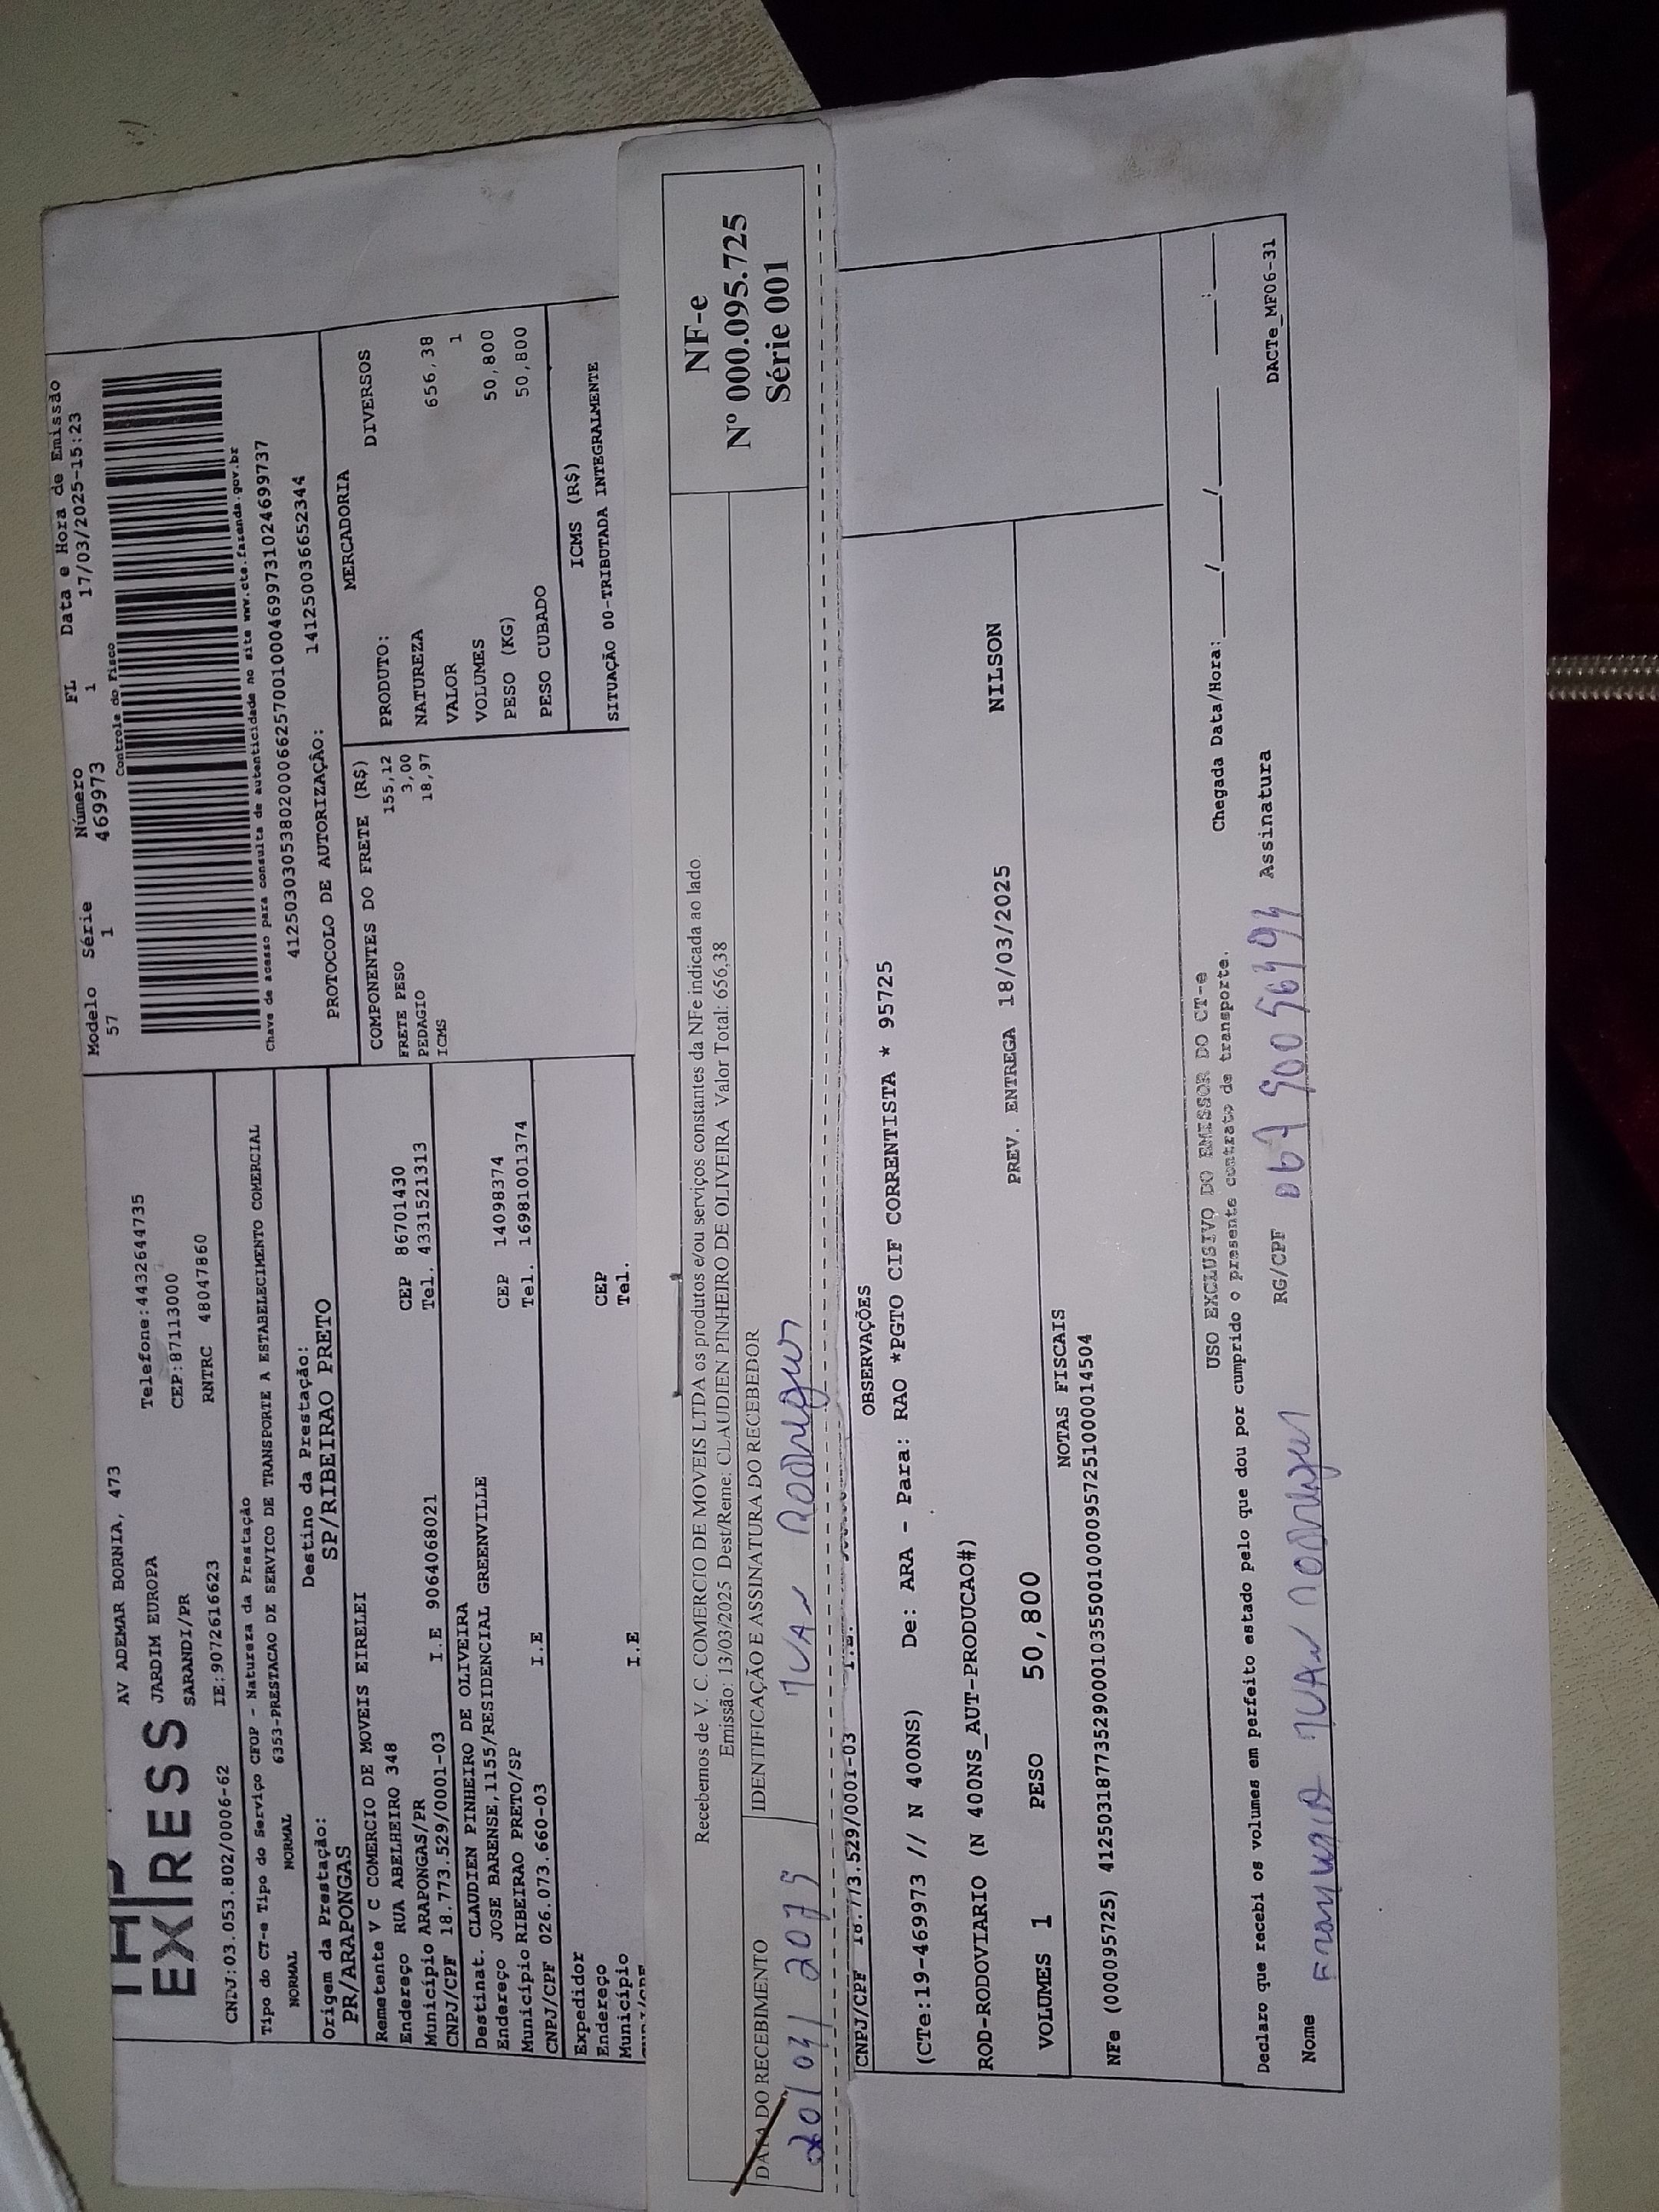 EXPRESS
AV ADEMAR BORNIA, 473
JARDIM EUROPA
SARANDI/PR
Telefone:4432644735
CEP:87113000
CNPJ:03.053.802/0006-62 IE:9072616623 RNTRC 48047860
Tipo do CT-e Tipo do Serviço CFOP - Natureza da Prestação
NORMAL NORMAL 6353-PRESTACAO DE SERVICO DE TRANSPORTE A ESTABELECIMENTO COMERCIAL
Origem da Prestação: Destino da Prestação:
PR/ARAPONGAS SP/RIBEIRAO PRETO
Modelo Série Número FL Data e Hora de Emissão
57 1 469973 1 17/03/2025-15:23
Controle do Fisco
Chave de acesso para consulta de autenticidade no site www.cte.fazenda.gov.br
41250303053802000662570010004699731024699737
PROTOCOLO DE AUTORIZAÇÃO: 141250036652344
Remetente V C COMERCIO DE MOVEIS EIRELEI
Endereço RUA ABELHEIRO 348 CEP 86701430
Município ARAPONGAS/PR Tel. 4331521313
CNPJ/CPF 18.773.529/0001-03 I.E 9064068021
Destinat. CLAUDIEN PINHEIRO DE OLIVEIRA
Endereço JOSE BARENSE,1155/RESIDENCIAL GREENVILLE CEP 14098374
Município RIBEIRAO PRETO/SP Tel. 16981001374
CNPJ/CPF 026.073.660-03 I.E
Expedidor
Endereço CEP
Município Tel.
I.E
COMPONENTES DO FRETE (R$)
FRETE PESO 155,12
PEDAGIO 3,00
ICMS 18,97
MERCADORIA
PRODUTO: DIVERSOS
NATUREZA
VALOR 656,38
VOLUMES 1
PESO (KG) 50,800
PESO CUBADO 50,800
ICMS (R$)
SITUAÇÃO 00-TRIBUTADA INTEGRALMENTE
Recebemos de V. C. COMERCIO DE MOVEIS LTDA os produtos e/ou serviços constantes da NFe indicada ao lado
Emissão: 13/03/2025 Dest/Reme: CLAUDIEN PINHEIRO DE OLIVEIRA Valor Total: 656,38
DATA DO RECEBIMENTO IDENTIFICAÇÃO E ASSINATURA DO RECEBEDOR
IVAN Rodrigues
NF-e
Nº 000.095.725
Série 001
CNPJ/CPF 18.773.529/0001-03 I.E.
OBSERVAÇÕES
(CTe:19-469973 // N 400NS) De: ARA - Para: RAO *PGTO CIF CORRENTISTA * 95725
ROD-RODOVIARIO (N 400NS_AUT-PRODUCAO#)
VOLUMES 1 PESO 50,800 PREV. ENTREGA 18/03/2025 NILSON
NOTAS FISCAIS
NFe (000095725) 41250318773529000103550010000957251000014504
USO EXCLUSIVO DO EMISSOR DO CT-e
Declaro que recebi os volumes em perfeito estado pelo que dou por cumprido o presente contrato de transporte. Chegada Data/Hora:___/___/___ ___:___
Nome IVAN Rodrigues RG/CPF Assinatura
DACTe_MF06-31